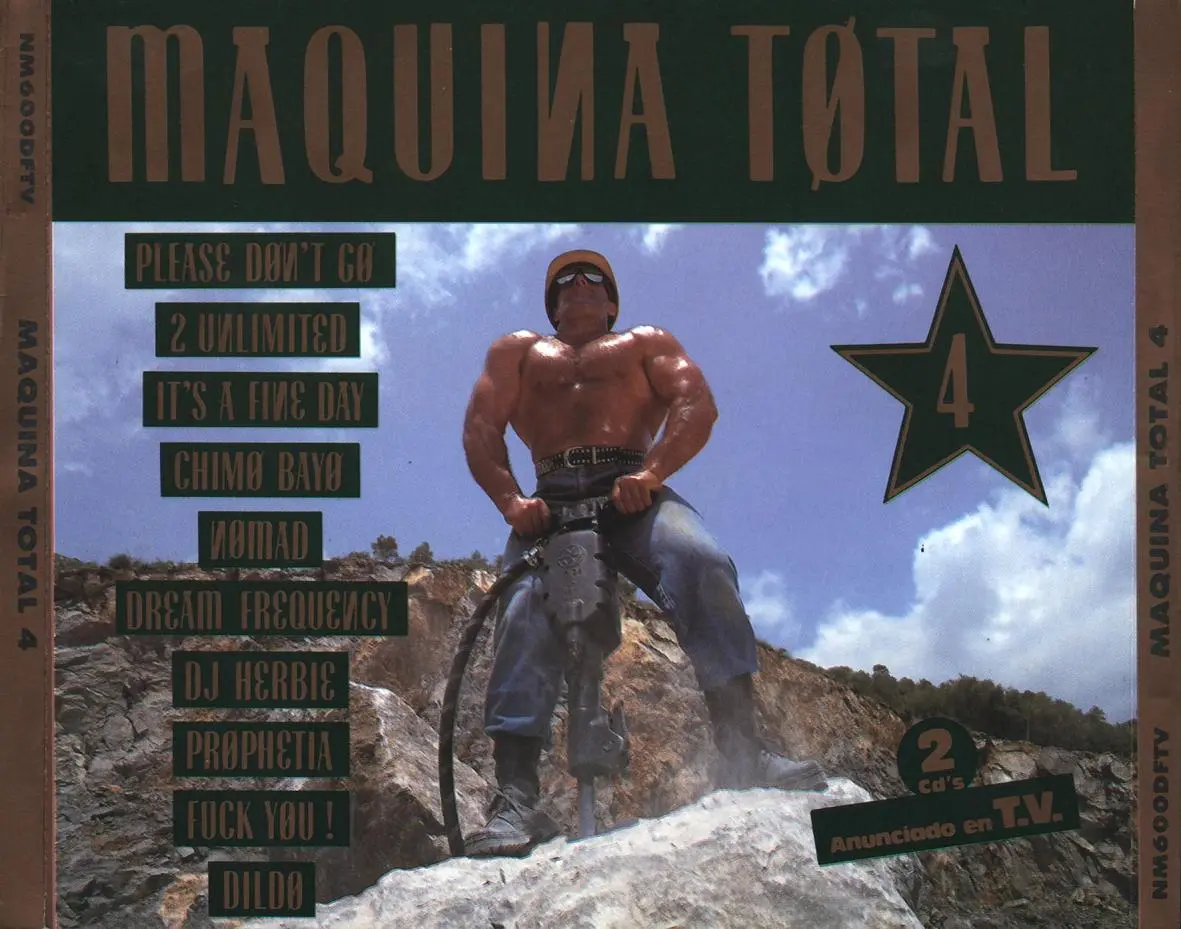 MAQUINA TØTAL
PLEASE DØN'T GØ
2 UNLIMITED
IT'S A FINE DAY
CHIMØ BAYØ
NØMAD
DREAM FREQUENCY
DJ HERBIE
PRØPHETIA
FUCK YØU !
DILDØ
4
2
Cd's
Anunciado en T.V.
NM600DFTV
MAQUINA TOTAL 4
MAQUINA TOTAL 4
NM600DFTV